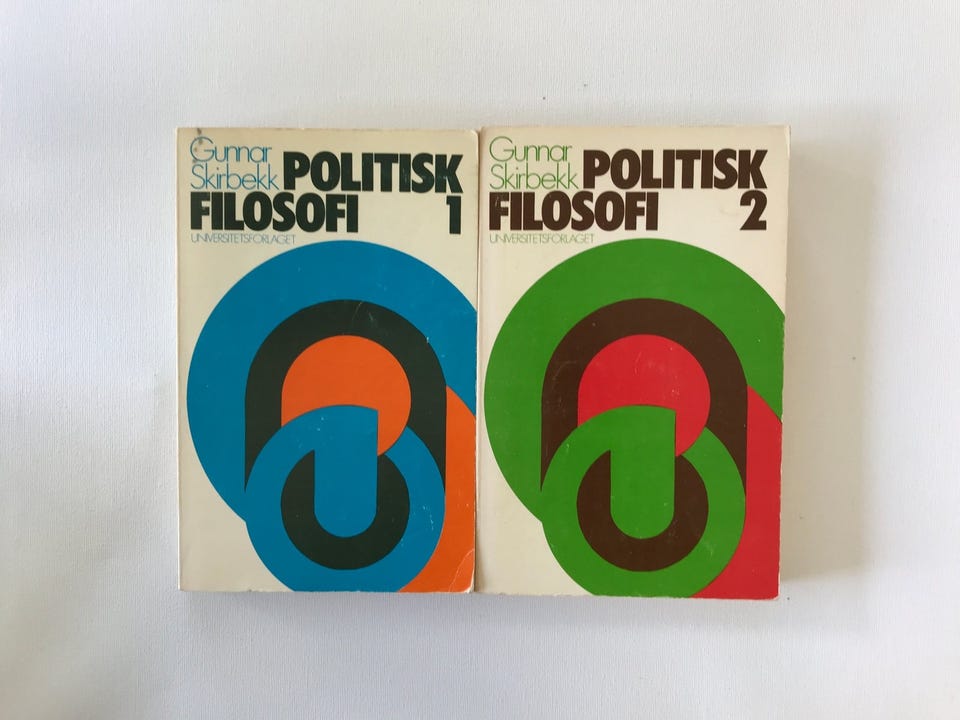 Gunnar
Skirbekk POLITISK
FILOSOFI 1
UNIVERSITETSFORLAGET
Gunnar
Skirbekk POLITISK
FILOSOFI 2
UNIVERSITETSFORLAGET